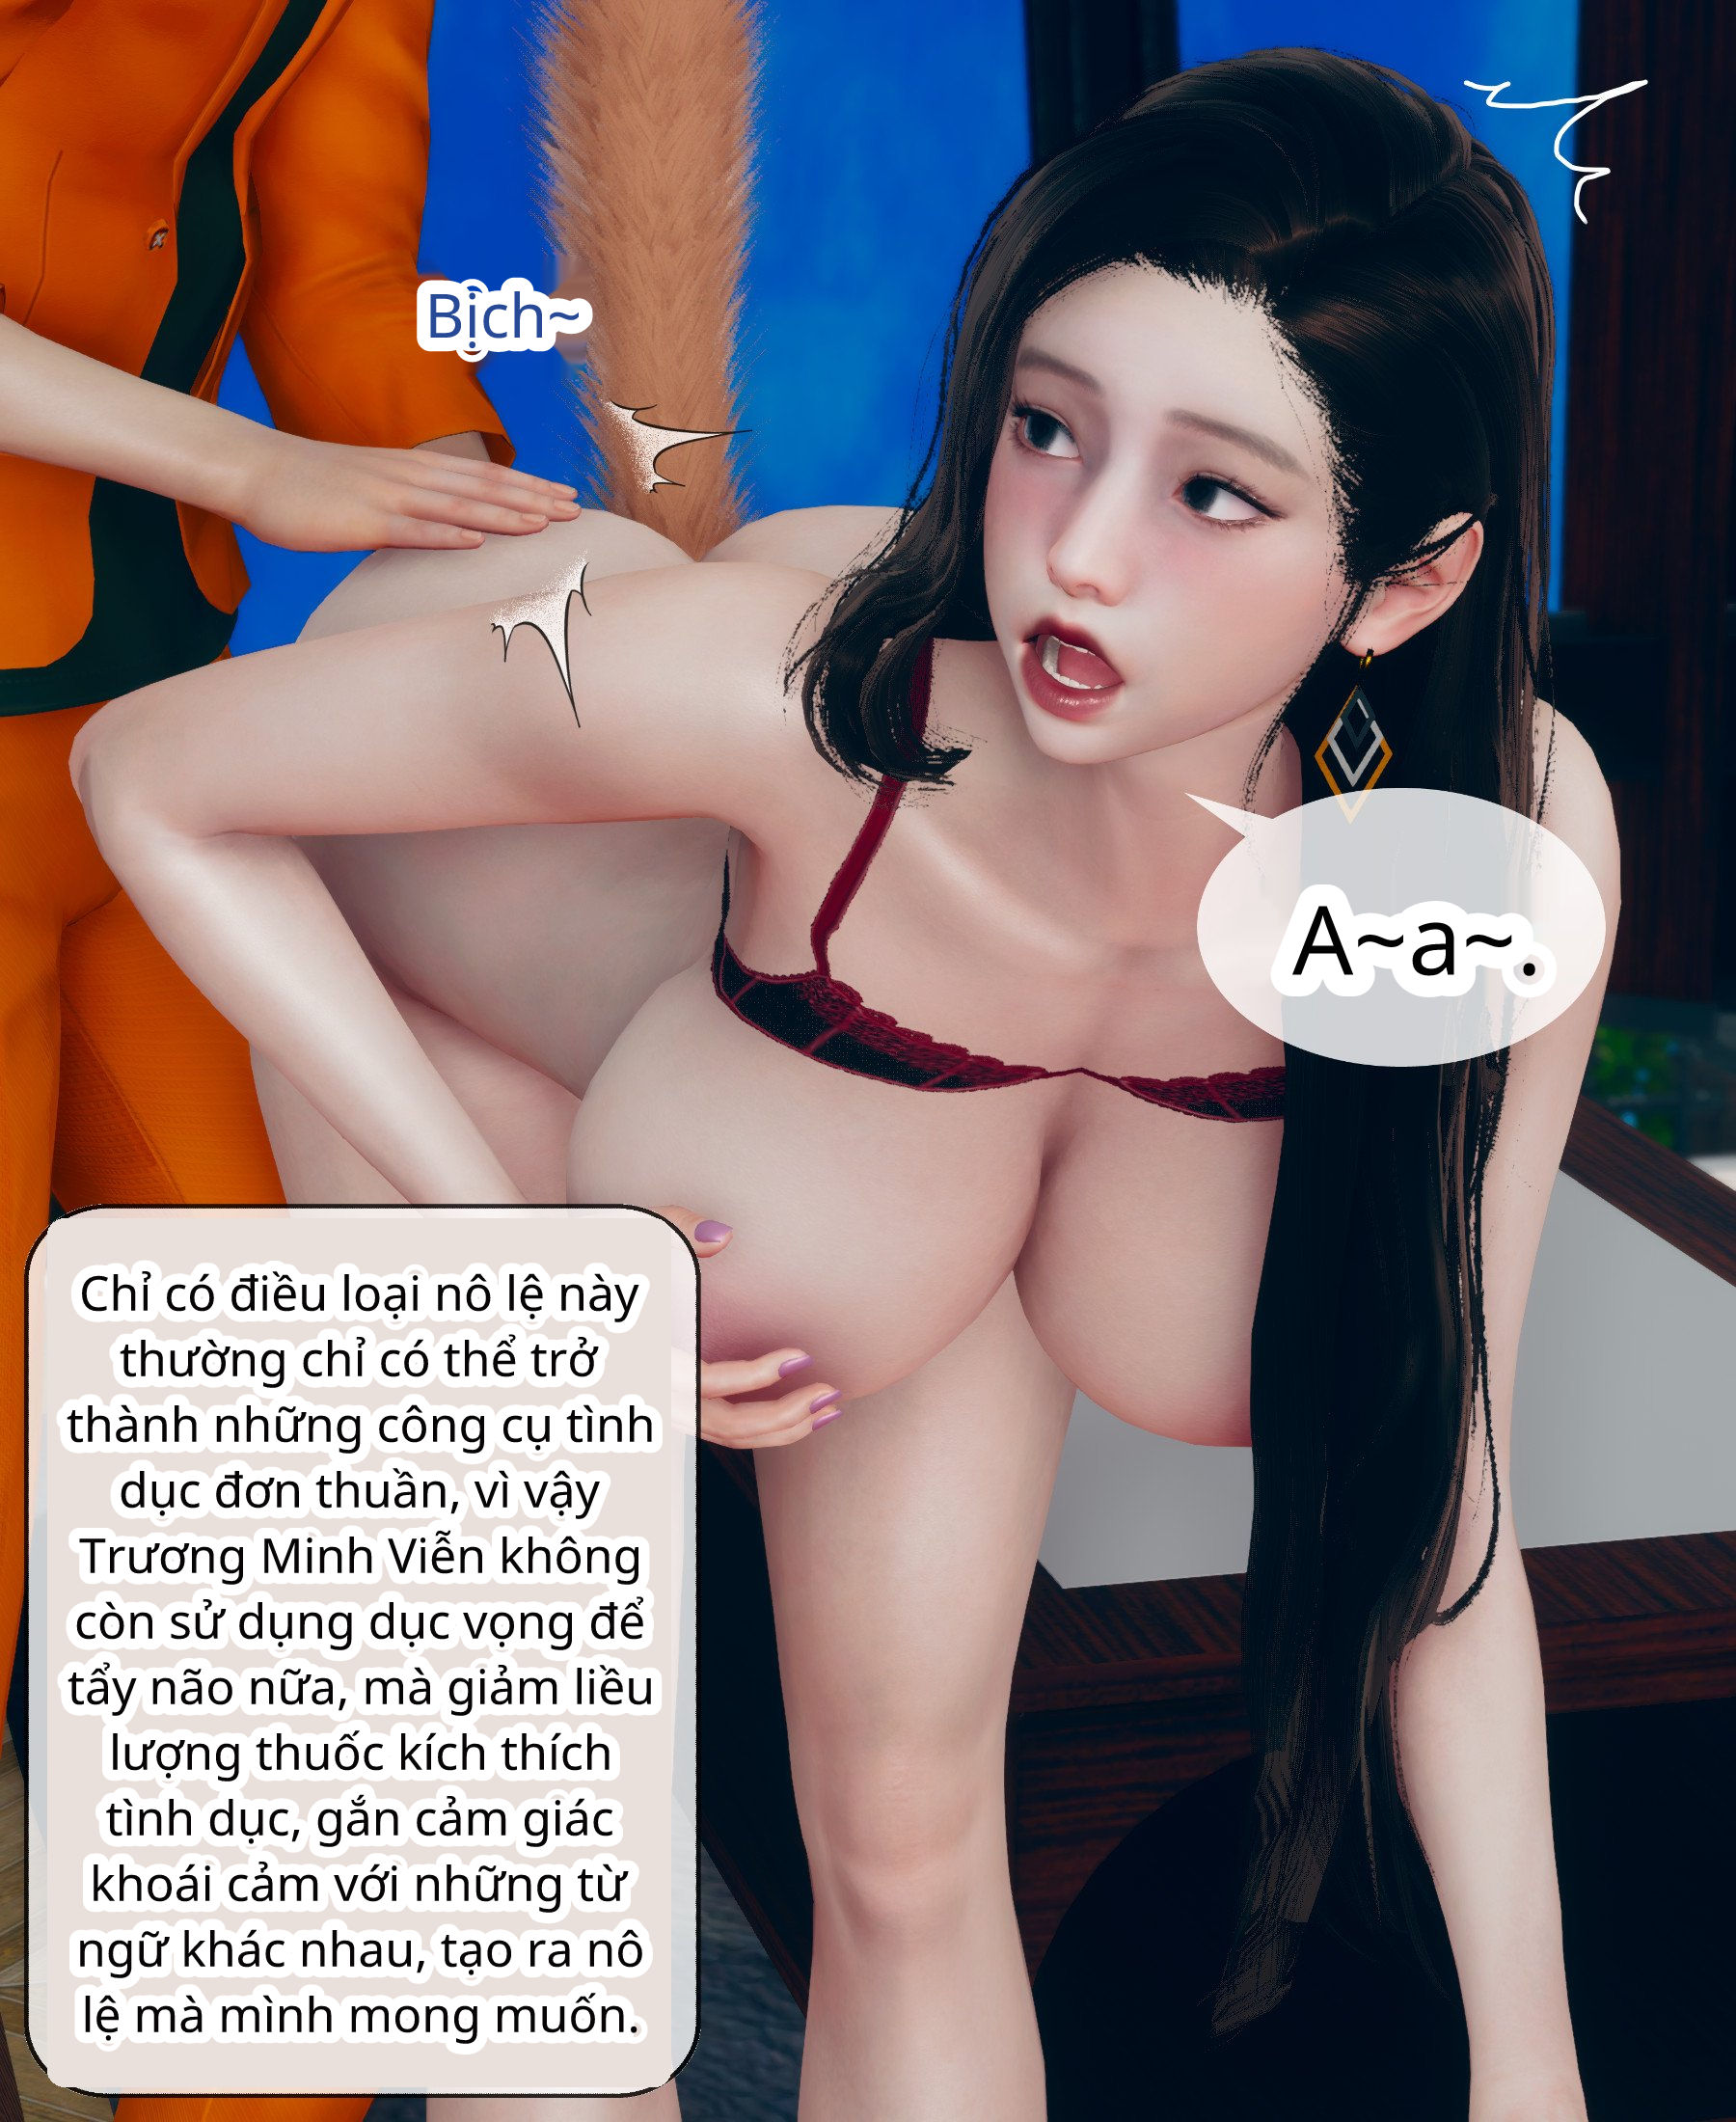 Bịch~
A~a~.
Chỉ có điều loại nô lệ này
thường chỉ có thể trở
thành những công cụ tình
dục đơn thuần, vì vậy
Trương Minh Viễn không
còn sử dụng dục vọng để
tẩy não nữa, mà giảm liều
lượng thuốc kích thích
tình dục, gắn cảm giác
khoái cảm với những từ
ngữ khác nhau, tạo ra nô
lệ mà mình mong muốn.